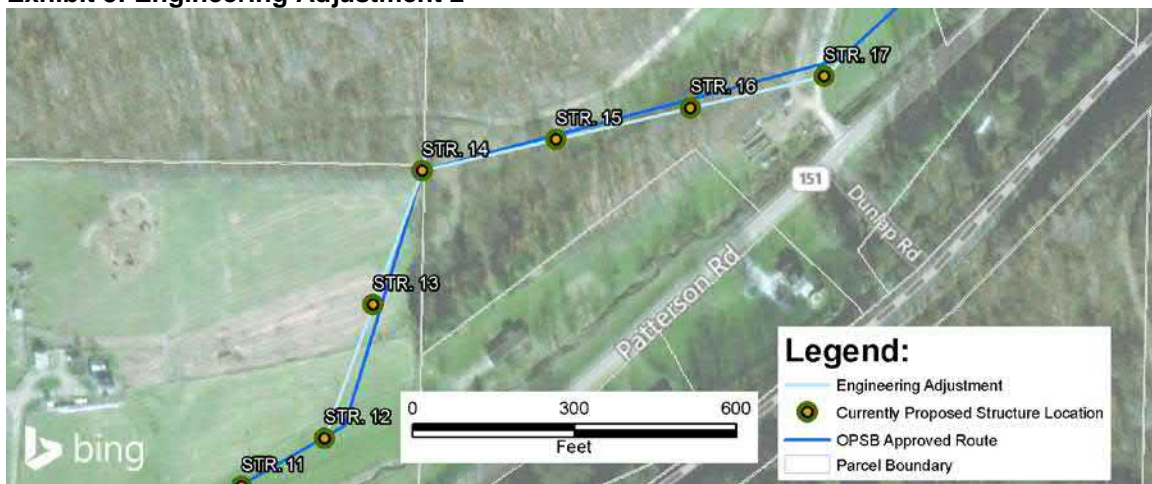 Exhibit 3: Engineering Adjustment 2
STR. 17
STR. 16
STR. 15
STR. 14
151
Dunlap Rd
STR. 13
Patterson Rd
STR. 12
STR. 11
bing
0 300 600
Feet
Legend:
Engineering Adjustment
Currently Proposed Structure Location
OPSB Approved Route
Parcel Boundary